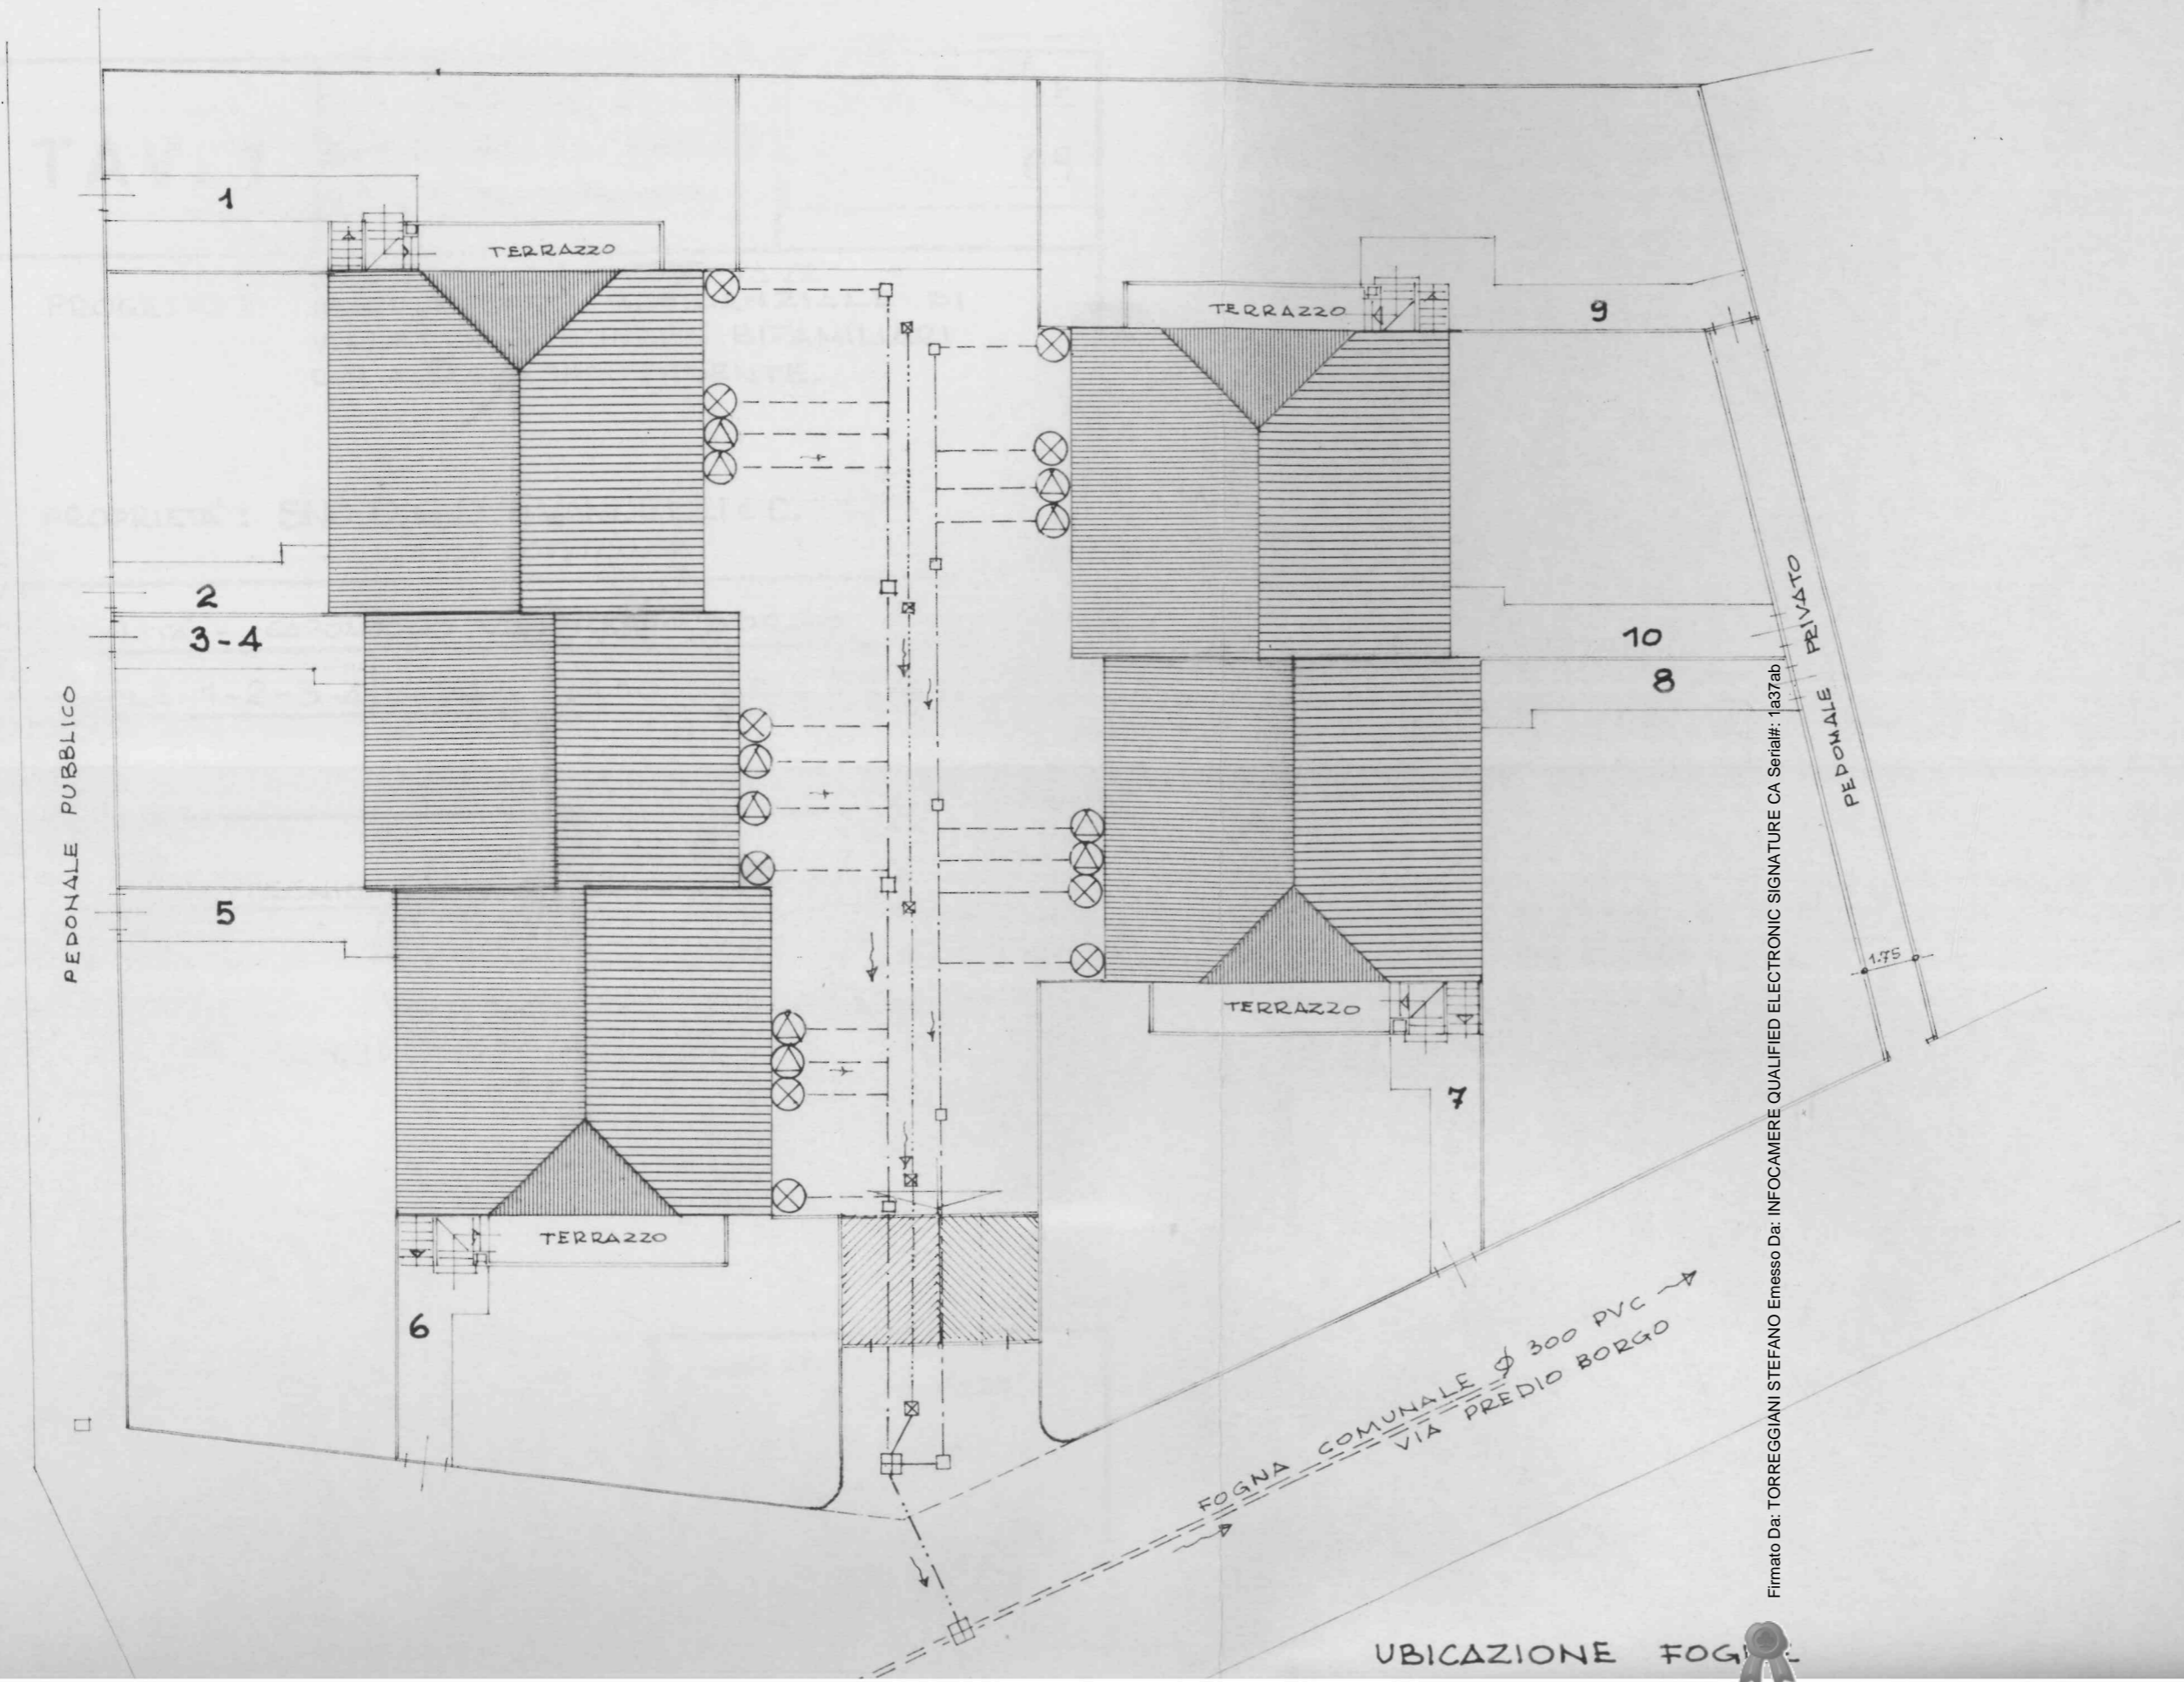 1
TERRAZZO
TERRAZZO
9
2
3-4
10
8
PEDONALE PUBBLICO
PEDONALE PRIVATO
5
1.75
TERRAZZO
7
TERRAZZO
6
FOGNA COMUNALE Ø 300 PVC
VIA PREDIO BORGO
Firmato Da: TORREGGIANI STEFANO Emesso Da: INFOCAMERE QUALIFIED ELECTRONIC SIGNATURE CA Serial#: 1a37ab
UBICAZIONE